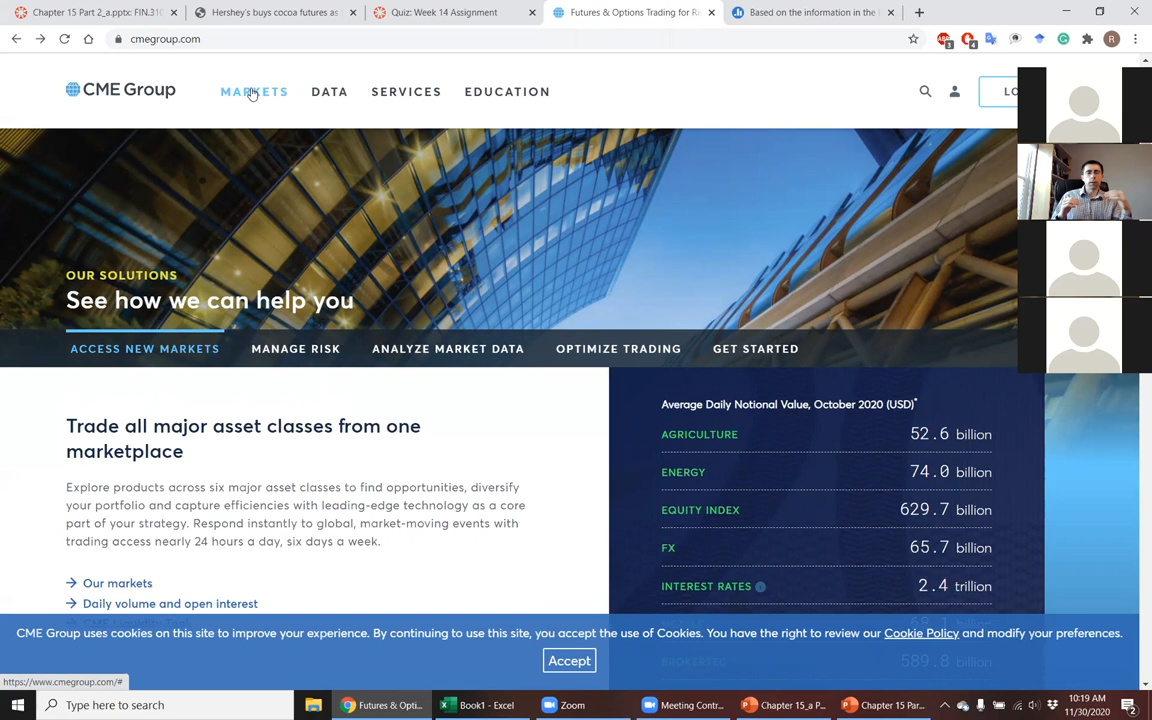 Chapter 15 Part 2_a.pptx: FIN.310
Hershey's buys cocoa futures as
Quiz: Week 14 Assignment
Futures & Options Trading for Ri
Based on the information in the
cmegroup.com
3
4
R
CME Group
MARKETS
DATA
SERVICES
EDUCATION
LO
OUR SOLUTIONS
See how we can help you
ACCESS NEW MARKETS
MANAGE RISK
ANALYZE MARKET DATA
OPTIMIZE TRADING
GET STARTED
Trade all major asset classes from one
marketplace
Explore products across six major asset classes to find opportunities, diversify
your portfolio and capture efficiencies with leading-edge technology as a core
part of your strategy. Respond instantly to global, market-moving events with
trading access nearly 24 hours a day, six days a week.
Our markets
Daily volume and open interest
Average Daily Notional Value, October 2020 (USD)*
AGRICULTURE 52.6 billion
ENERGY 74.0 billion
EQUITY INDEX 629.7 billion
FX 65.7 billion
INTEREST RATES 2.4 trillion
BROKERTEC 589.8 billion
CME Group uses cookies on this site to improve your experience. By continuing to use this site, you accept the use of Cookies. You have the right to review our Cookie Policy and modify your preferences.
Accept
https://www.cmegroup.com/#
Type here to search
Futures & Opti...
Book1 - Excel
Zoom
Meeting Contr...
Chapter 15_a P...
Chapter 15 Par...
10:19 AM
11/30/2020
2